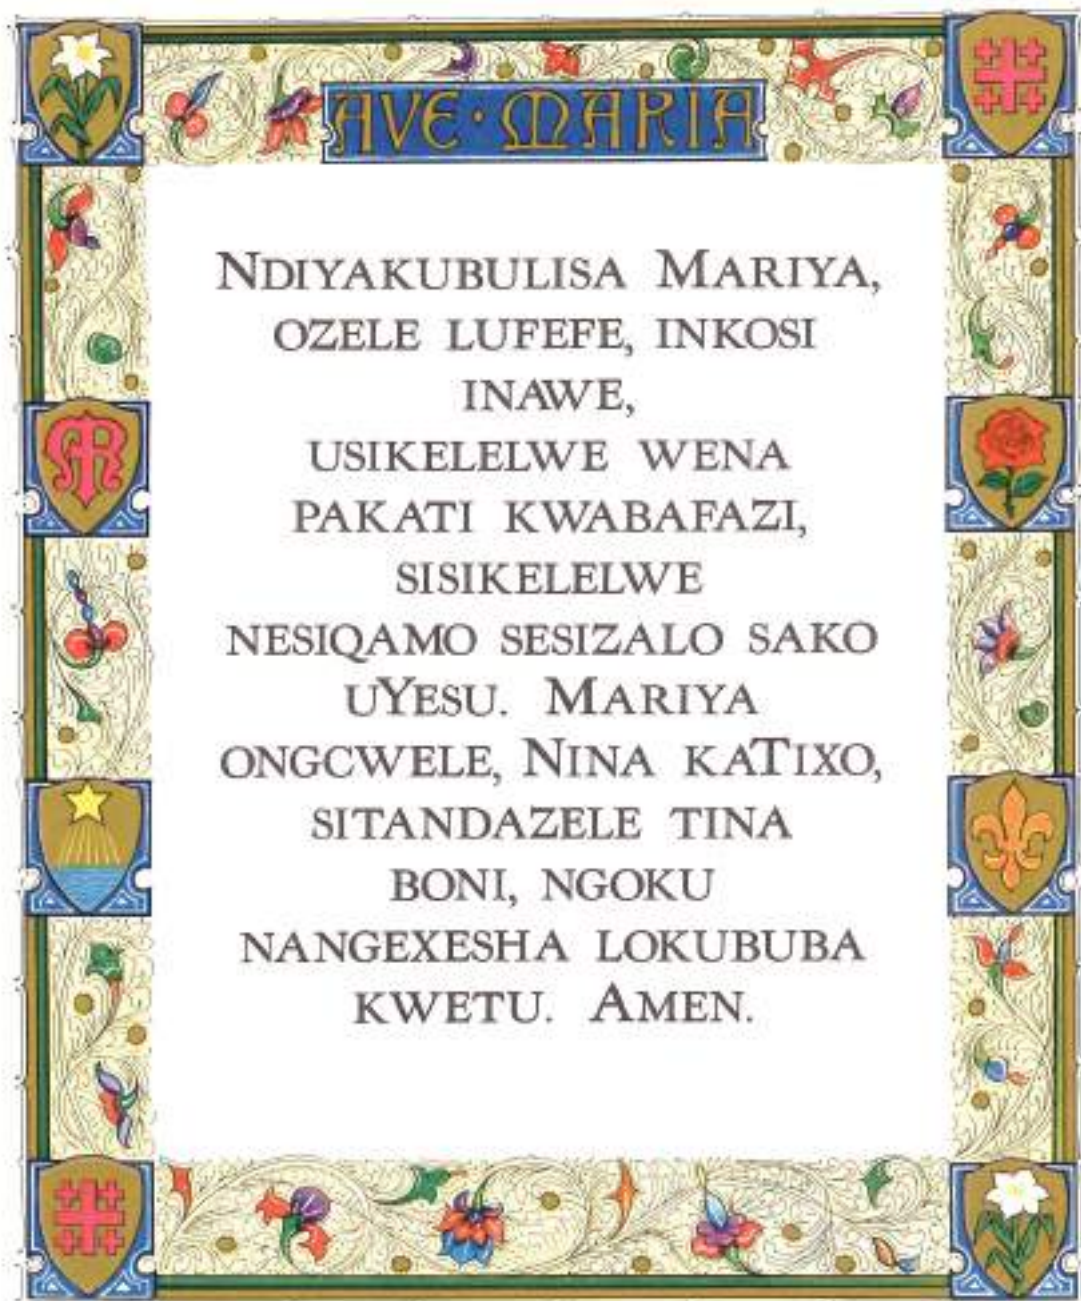 AVE · MARIA
NDIYAKUBULISA MARIYA,
OZELE LUFEFE, INKOSI
INAWE,
USIKELELWE WENA
PAKATI KWABAFAZI,
SISIKELELWE
NESIQAMO SESIZALO SAKO
UYESU. MARIYA
ONGCWELE, NINA KATIXO,
SITANDAZELE TINA
BONI, NGOKU
NANGEXESHA LOKUBUBA
KWETU. AMEN.